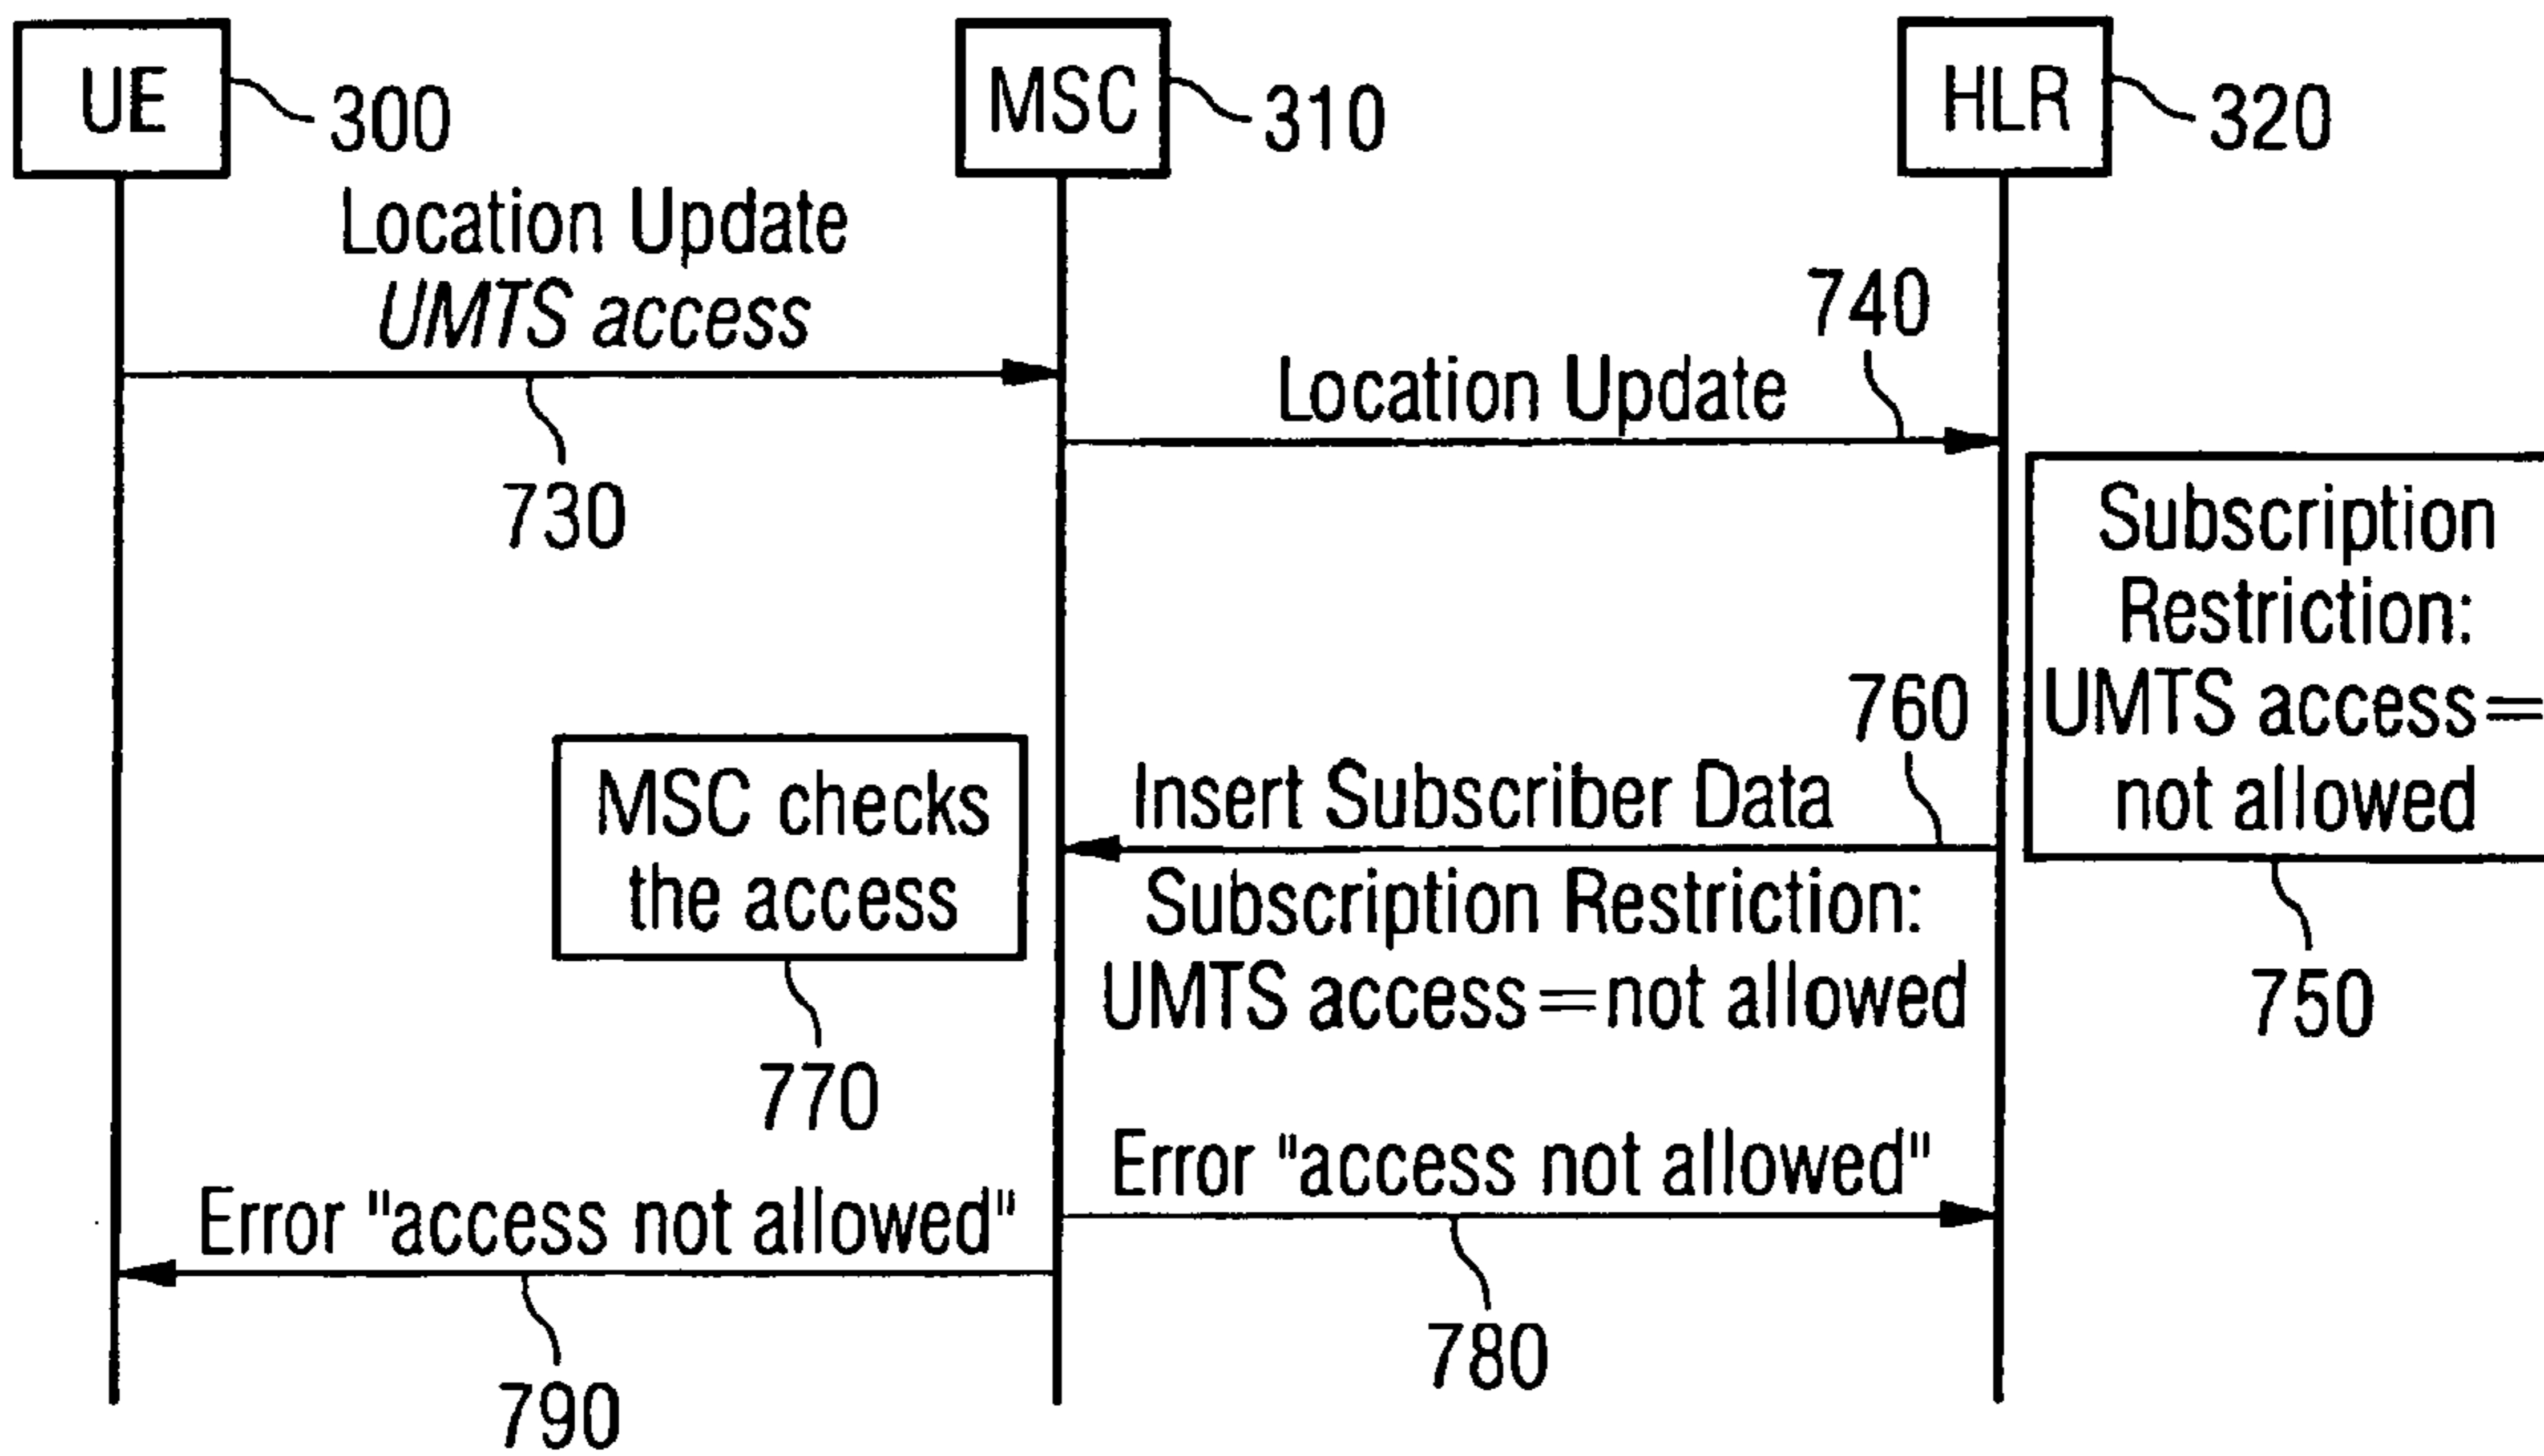 UE
300
MSC
310
HLR
320
Location Update
UMTS access
730
740
Location Update
Subscription
Restriction:
UMTS access=
not allowed
750
760
Insert Subscriber Data
Subscription Restriction:
UMTS access=not allowed
MSC checks
the access
770
Error "access not allowed"
780
Error "access not allowed"
790